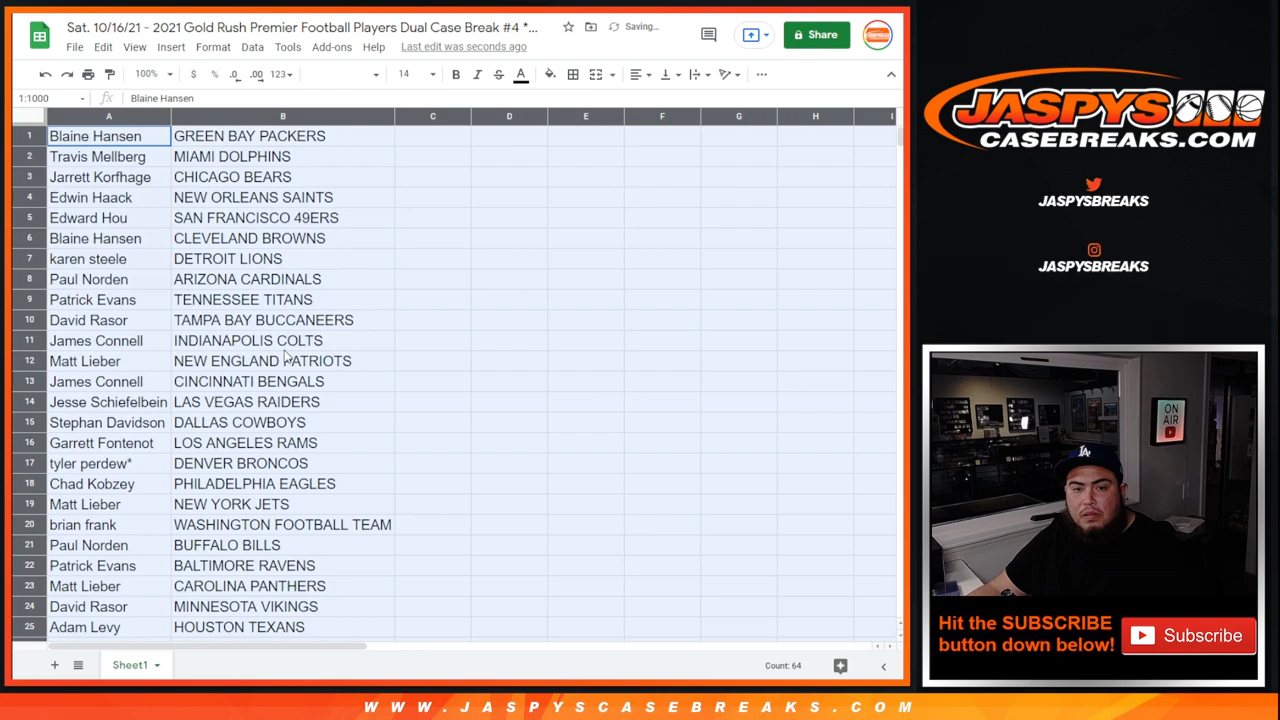 Sat. 10/16/21 - 2021 Gold Rush Premier Football Players Dual Case Break #4 *...
Saving...
Share
File Edit View Insert Format Data Tools Add-ons Help Last edit was seconds ago
100% $ % .0 .00 123 14 B I S A
1:1000 fx Blaine Hansen
A B C D E F G H I
1 Blaine Hansen GREEN BAY PACKERS
2 Travis Mellberg MIAMI DOLPHINS
3 Jarrett Korfhage CHICAGO BEARS
4 Edwin Haack NEW ORLEANS SAINTS
5 Edward Hou SAN FRANCISCO 49ERS
6 Blaine Hansen CLEVELAND BROWNS
7 karen steele DETROIT LIONS
8 Paul Norden ARIZONA CARDINALS
9 Patrick Evans TENNESSEE TITANS
10 David Rasor TAMPA BAY BUCCANEERS
11 James Connell INDIANAPOLIS COLTS
12 Matt Lieber NEW ENGLAND PATRIOTS
13 James Connell CINCINNATI BENGALS
14 Jesse Schiefelbein LAS VEGAS RAIDERS
15 Stephan Davidson DALLAS COWBOYS
16 Garrett Fontenot LOS ANGELES RAMS
17 tyler perdew* DENVER BRONCOS
18 Chad Kobzey PHILADELPHIA EAGLES
19 Matt Lieber NEW YORK JETS
20 brian frank WASHINGTON FOOTBALL TEAM
21 Paul Norden BUFFALO BILLS
22 Patrick Evans BALTIMORE RAVENS
23 Matt Lieber CAROLINA PANTHERS
24 David Rasor MINNESOTA VIKINGS
25 Adam Levy HOUSTON TEXANS
Sheet1
Count: 64
JASPYS
CASEBREAKS.COM
JASPYSBREAKS
JASPYSBREAKS
ON
AIR
Hit the SUBSCRIBE
button down below!
Subscribe
WWW.JASPYSCASEBREAKS.COM